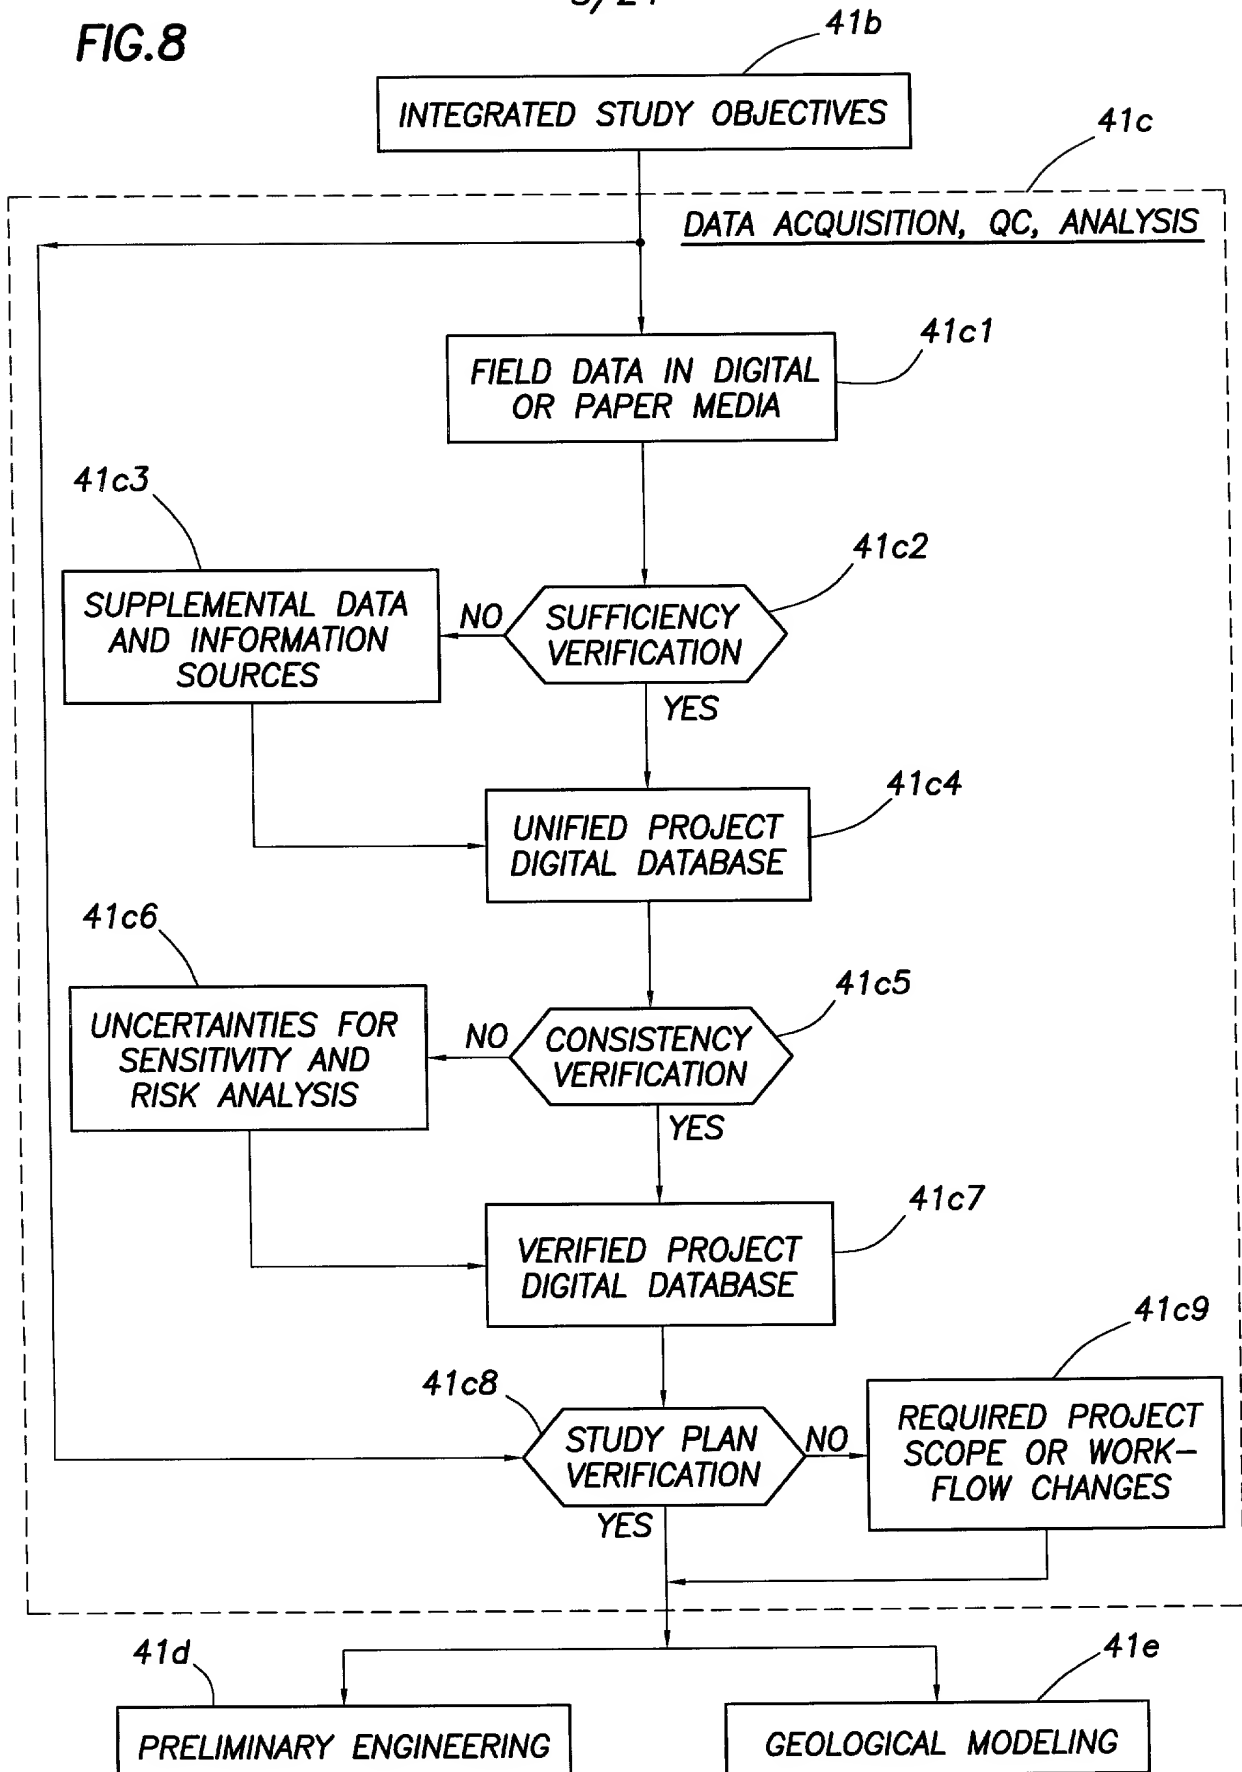 FIG.8
41b
INTEGRATED STUDY OBJECTIVES
41c
DATA ACQUISITION, QC, ANALYSIS
41c1
FIELD DATA IN DIGITAL
OR PAPER MEDIA
41c3
41c2
SUPPLEMENTAL DATA
AND INFORMATION
SOURCES
NO
SUFFICIENCY
VERIFICATION
YES
41c4
UNIFIED PROJECT
DIGITAL DATABASE
41c6
41c5
UNCERTAINTIES FOR
SENSITIVITY AND
RISK ANALYSIS
NO
CONSISTENCY
VERIFICATION
YES
41c7
VERIFIED PROJECT
DIGITAL DATABASE
41c9
41c8
STUDY PLAN
VERIFICATION
NO
REQUIRED PROJECT
SCOPE OR WORK–
FLOW CHANGES
YES
41d
41e
PRELIMINARY ENGINEERING
GEOLOGICAL MODELING